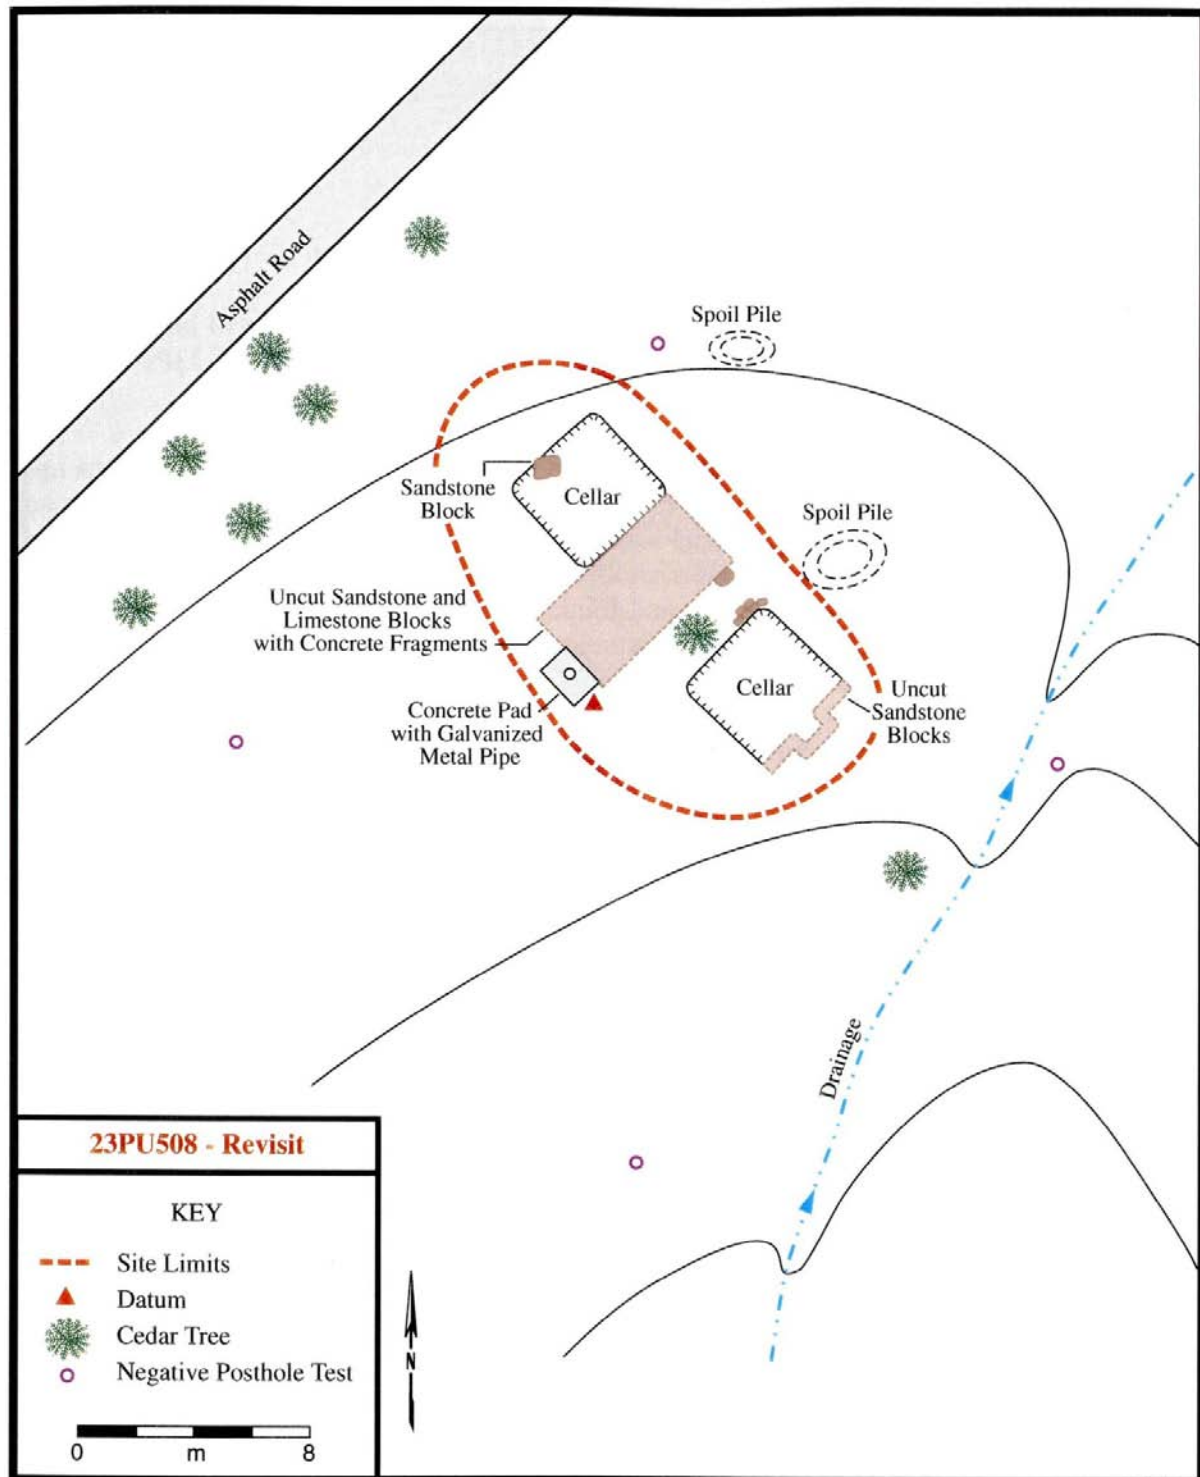 Asphalt Road
Spoil Pile
Sandstone
Block
Cellar
Spoil Pile
Uncut Sandstone and
Limestone Blocks
with Concrete Fragments
Concrete Pad
with Galvanized
Metal Pipe
Cellar
Uncut
Sandstone
Blocks
Drainage
23PU508 - Revisit
KEY
Site Limits
Datum
Cedar Tree
Negative Posthole Test
0 m 8
N